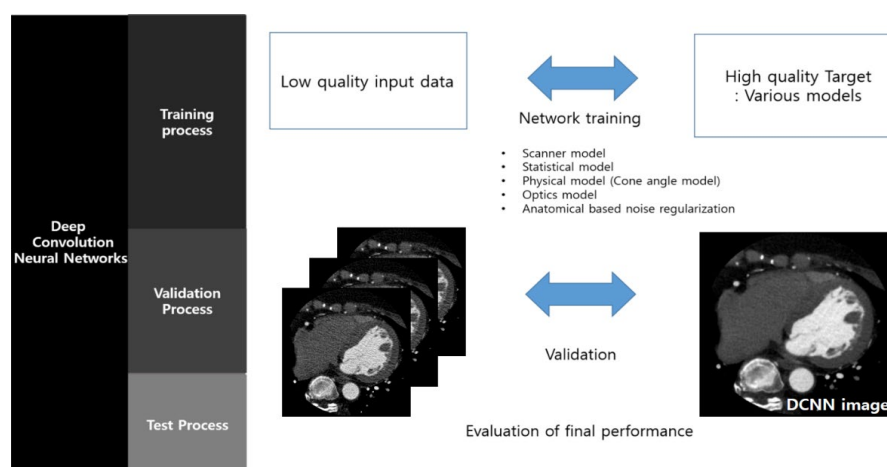 Deep
Convolution
Neural Networks
Training
process
Validation
Process
Test Process
Low quality input data
Network training
High quality Target
: Various models
• Scanner model
• Statistical model
• Physical model (Cone angle model)
• Optics model
• Anatomical based noise regularization
Validation
DCNN image
Evaluation of final performance